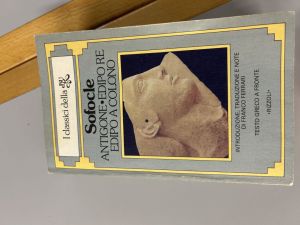 I classici della BUR
Sofocle
ANTIGONE•EDIPO RE
EDIPO A COLONO
INTRODUZIONE, TRADUZIONE E NOTE
DI FRANCO FERRARI
TESTO GRECO A FRONTE
•RIZZOLI•